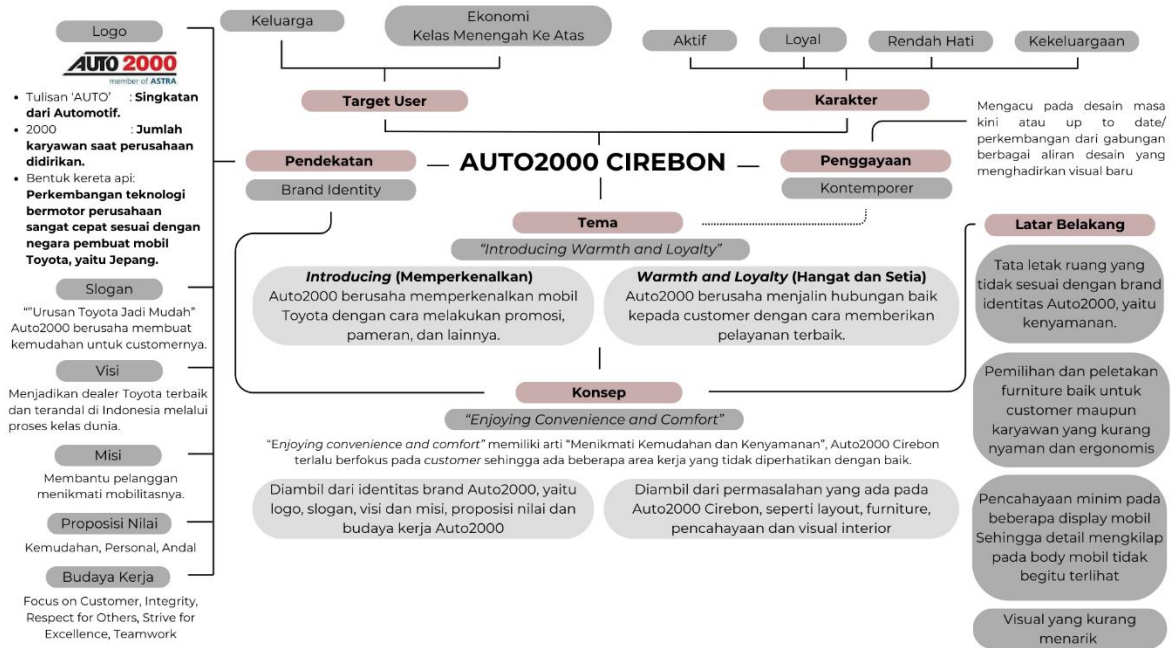 Logo
AUTO 2000
member of ASTRA
• Tulisan ‘AUTO’ : Singkatan
dari Automotif.
• 2000 : Jumlah
karyawan saat perusahaan
didirikan.
• Bentuk kereta api:
Perkembangan teknologi
bermotor perusahaan
sangat cepat sesuai dengan
negara pembuat mobil
Toyota, yaitu Jepang.
Slogan
“”Urusan Toyota Jadi Mudah”
Auto2000 berusaha membuat
kemudahan untuk customernya.
Visi
Menjadikan dealer Toyota terbaik
dan terandal di Indonesia melalui
proses kelas dunia.
Misi
Membantu pelanggan
menikmati mobilitasnya.
Proposisi Nilai
Kemudahan, Personal, Andal
Budaya Kerja
Focus on Customer, Integrity,
Respect for Others, Strive for
Excellence, Teamwork
Keluarga
Ekonomi
Kelas Menengah Ke Atas
Target User
Aktif
Loyal
Rendah Hati
Kekeluargaan
Karakter
AUTO2000 CIREBON
Pendekatan
Brand Identity
Penggayaan
Kontemporer
Mengacu pada desain masa
kini atau up to date/
perkembangan dari gabungan
berbagai aliran desain yang
menghadirkan visual baru
Tema
“Introducing Warmth and Loyalty”
Introducing (Memperkenalkan)
Auto2000 berusaha memperkenalkan mobil
Toyota dengan cara melakukan promosi,
pameran, dan lainnya.
Warmth and Loyalty (Hangat dan Setia)
Auto2000 berusaha menjalin hubungan baik
kepada customer dengan cara memberikan
pelayanan terbaik.
Konsep
“Enjoying Convenience and Comfort”
“Enjoying convenience and comfort” memiliki arti “Menikmati Kemudahan dan Kenyamanan”, Auto2000 Cirebon
terlalu berfokus pada customer sehingga ada beberapa area kerja yang tidak diperhatikan dengan baik.
Diambil dari identitas brand Auto2000, yaitu
logo, slogan, visi dan misi, proposisi nilai dan
budaya kerja Auto2000
Diambil dari permasalahan yang ada pada
Auto2000 Cirebon, seperti layout, furniture,
pencahayaan dan visual interior
Latar Belakang
Tata letak ruang yang
tidak sesuai dengan brand
identitas Auto2000, yaitu
kenyamanan.
Pemilihan dan peletakan
furniture baik untuk
customer maupun
karyawan yang kurang
nyaman dan ergonomis
Pencahayaan minim pada
beberapa display mobil
Sehingga detail mengkilap
pada body mobil tidak
begitu terlihat
Visual yang kurang
menarik